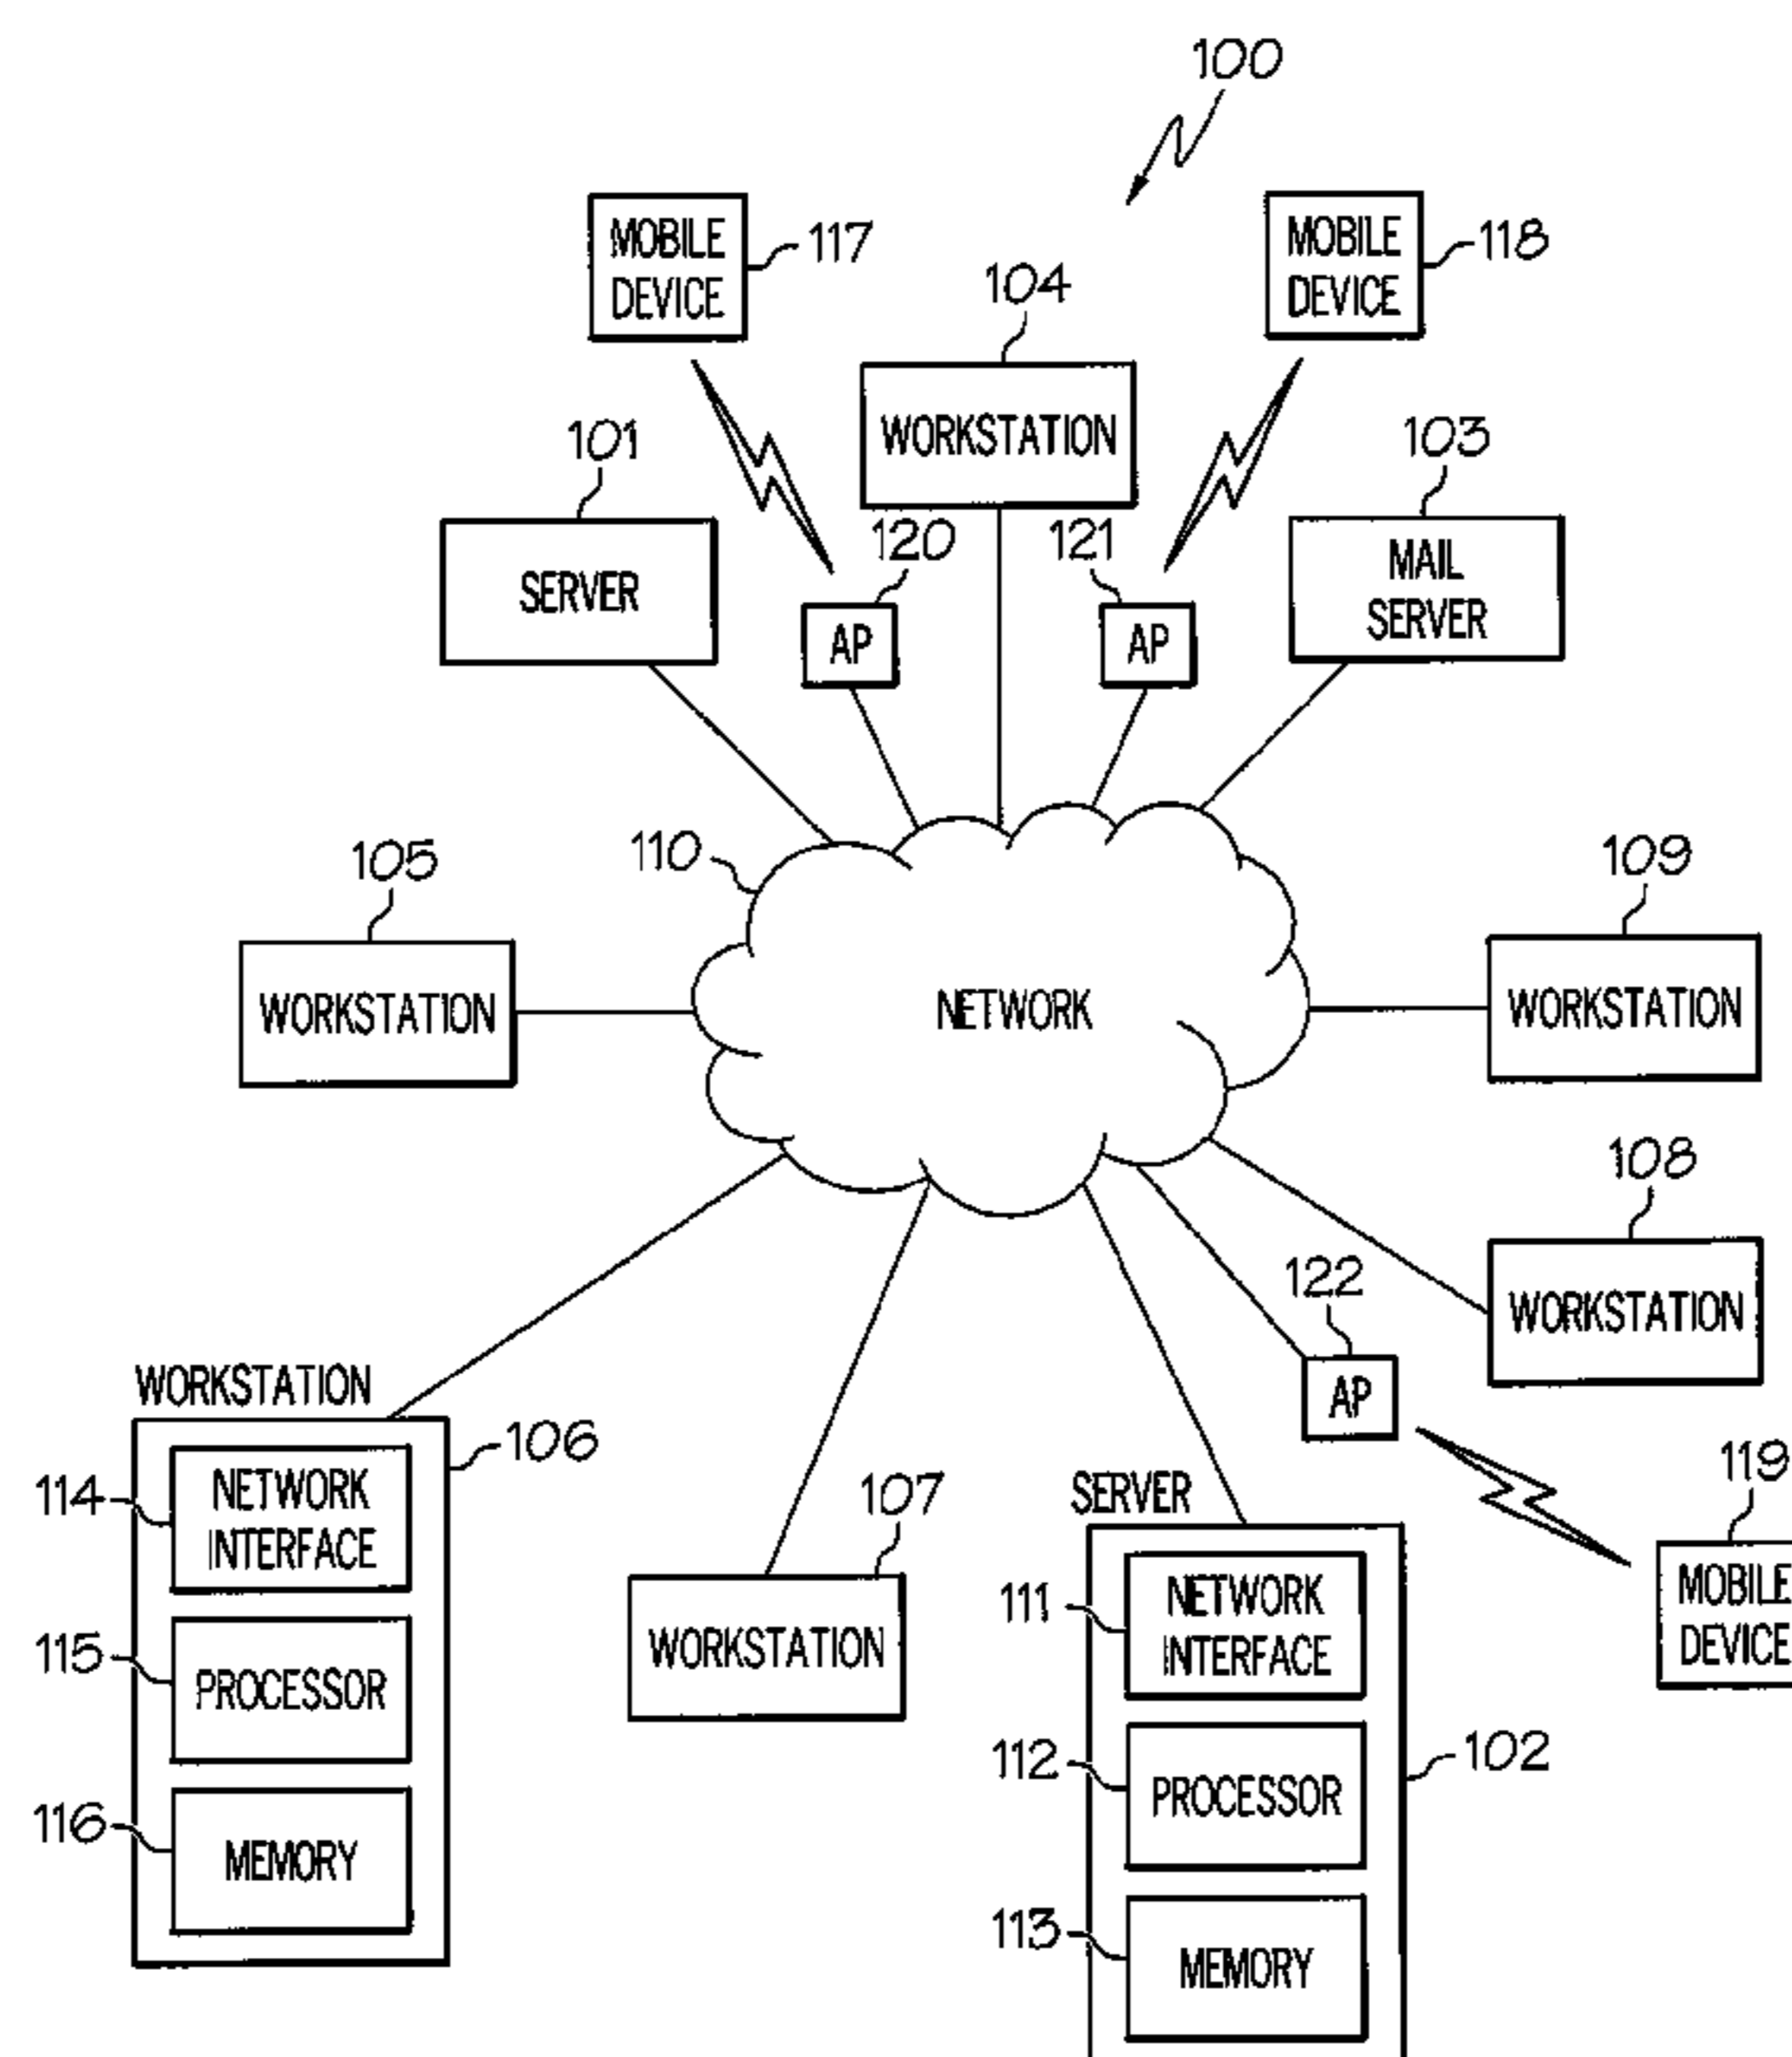 100
MOBILE
DEVICE
117
MOBILE
DEVICE
118
104
WORKSTATION
101
SERVER
103
MAIL
SERVER
120
AP
121
AP
105
WORKSTATION
110
NETWORK
109
WORKSTATION
108
WORKSTATION
122
AP
WORKSTATION
106
114
NETWORK
INTERFACE
115
PROCESSOR
116
MEMORY
107
WORKSTATION
SERVER
102
111
NETWORK
INTERFACE
112
PROCESSOR
113
MEMORY
119
MOBILE
DEVICE